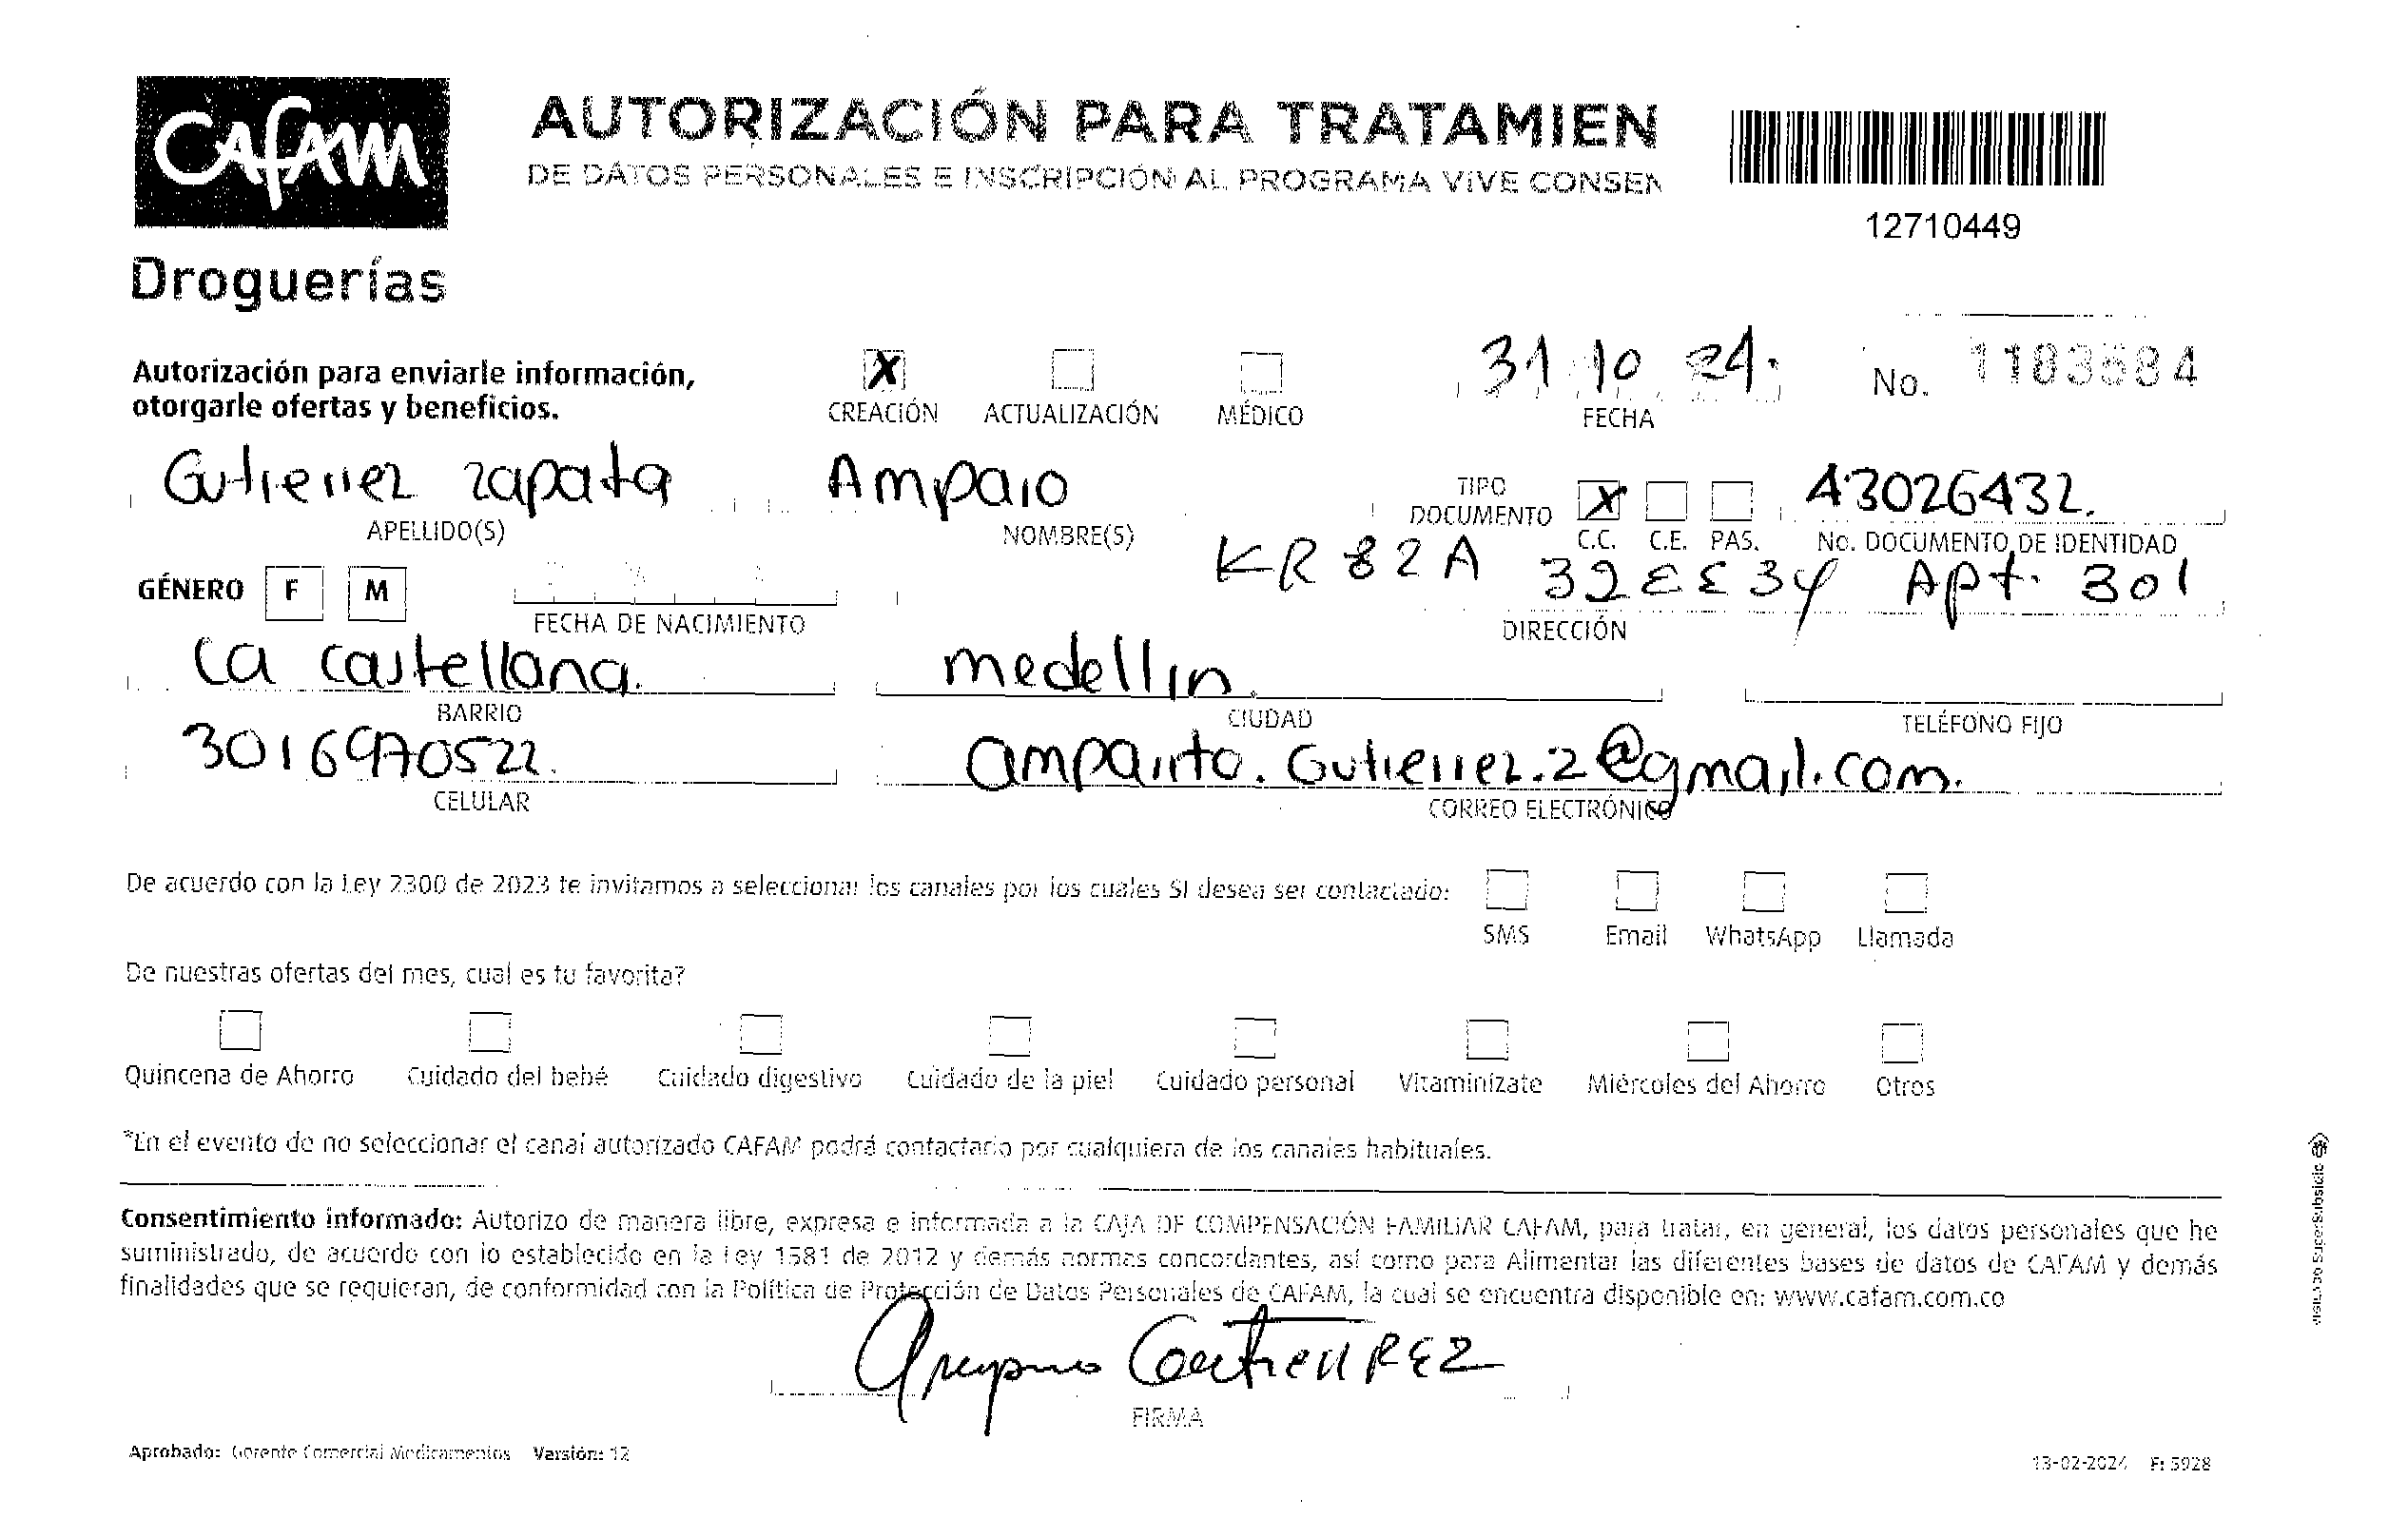 Cafam
Droguerías
AUTORIZACIÓN PARA TRATAMIEN
DE DATOS PERSONALES E INSCRIPCIÓN AL PROGRAMA VIVE CONSEN
12710449
Autorización para enviarle información,
otorgarle ofertas y beneficios.
X
CREACIÓN ACTUALIZACIÓN MÉDICO
31 10 24.
FECHA
No. 1183584
Gutierrez zapata Amparo
APELLIDO(S) NOMBRE(S)
TIPO DOCUMENTO X 43026432.
C.C. C.E. PAS. No. DOCUMENTO DE IDENTIDAD
GÉNERO F M
FECHA DE NACIMIENTO
KR 82A 32EE34 Apt. 301
DIRECCIÓN
La castellana. medellin.
BARRIO CIUDAD TELÉFONO FIJO
3016970522. amparito.Gutierrez.2@gmail.com.
CELULAR CORREO ELECTRÓNICO
De acuerdo con la Ley 2300 de 2023 te invitamos a seleccionar los canales por los cuales SI desea ser contactado:
SMS Email WhatsApp Llamada
De nuestras ofertas del mes, cual es tu favorita?
Quincena de Ahorro Cuidado del bebé Cuidado digestivo Cuidado de la piel Cuidado personal Vitaminízate Miércoles del Ahorro Otros
*En el evento de no seleccionar el canal autorizado CAFAM podrá contactarlo por cualquiera de los canales habituales.
Consentimiento informado: Autorizo de manera libre, expresa e informada a la CAJA DE COMPENSACIÓN FAMILIAR CAFAM, para tratar, en general, los datos personales que he
suministrado, de acuerdo con lo establecido en la Ley 1581 de 2012 y demás normas concordantes, así como para Alimentar las diferentes bases de datos de CAFAM y demás
finalidades que se requieran, de conformidad con la Política de Protección de Datos Personales de CAFAM, la cual se encuentra disponible en: www.cafam.com.co
Amparo GutieRREZ
FIRMA
Aprobado: Gerente Comercial Medicamentos Versión: 12
13-02-2024 F: 5928
VIGILADO SuperSubsidio